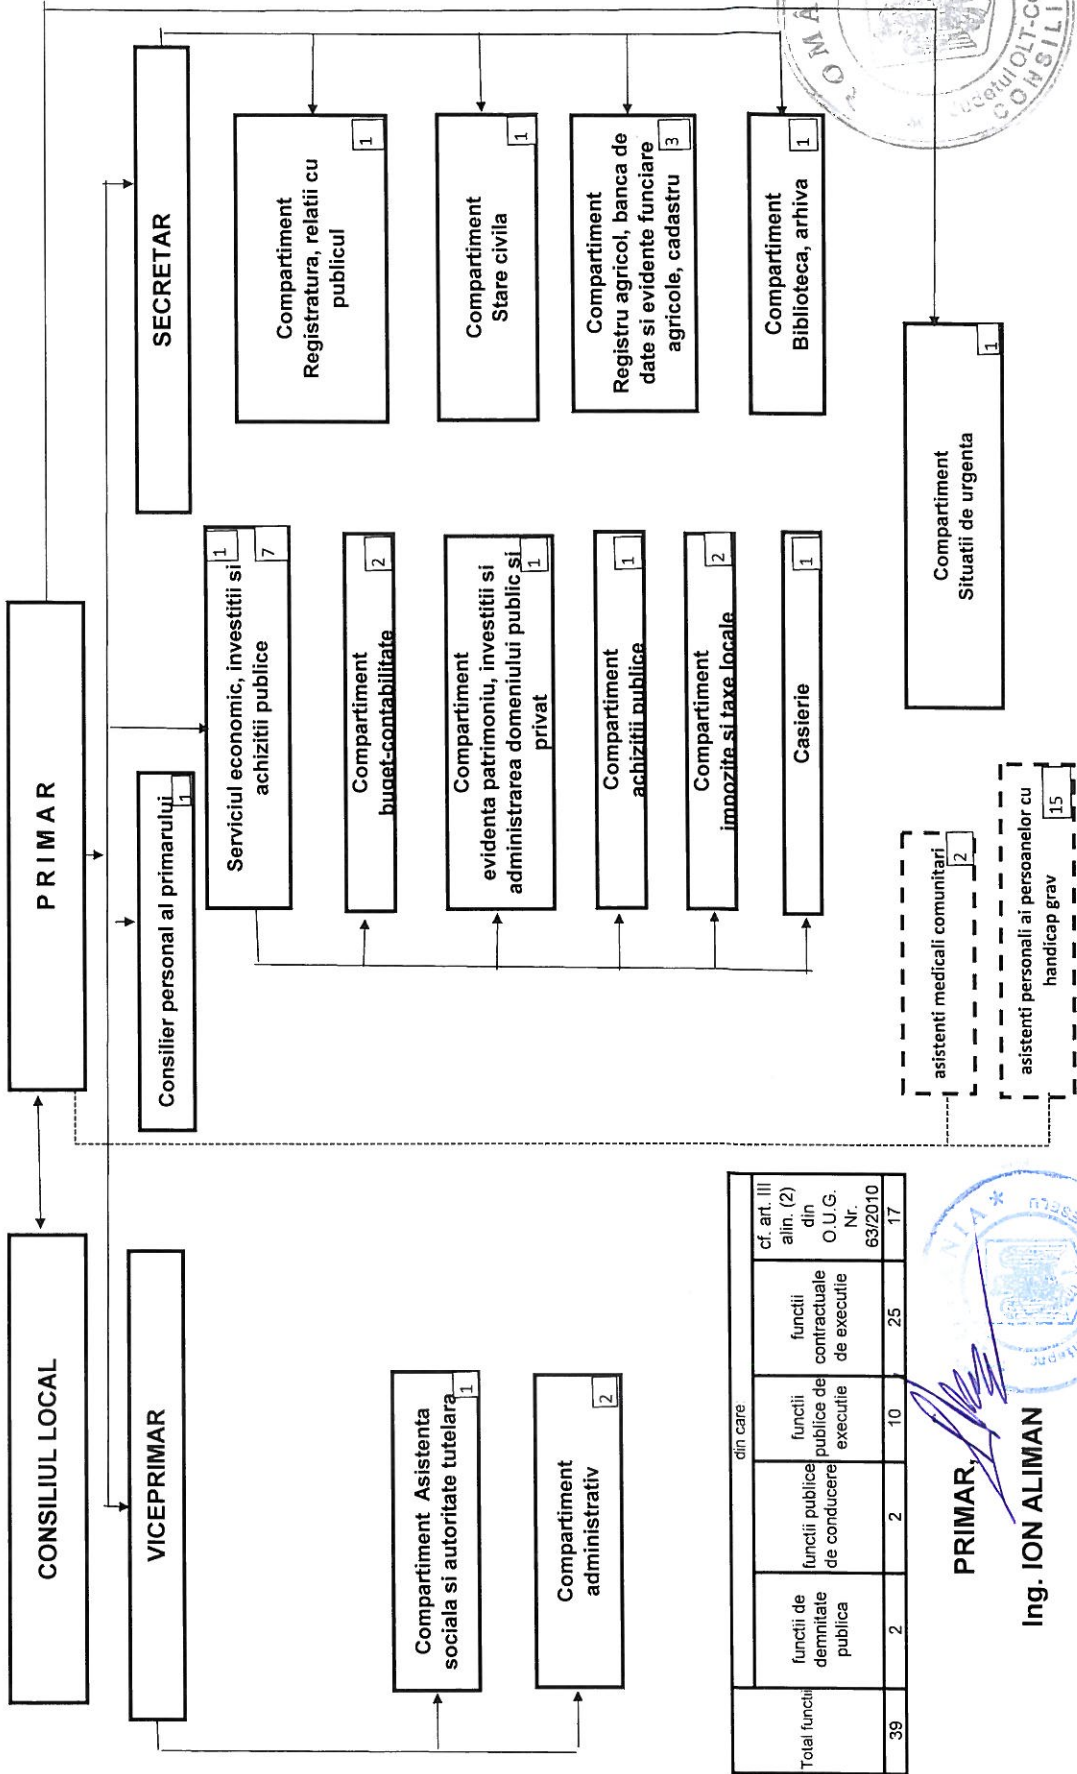 CONSILIUL LOCAL
PRIMAR
VICEPRIMAR
Consilier personal al primarului
1
SECRETAR
Compartiment Asistenta
sociala si autoritate tutelara
1
Compartiment
administrativ
2
Serviciul economic, investitii si
achizitii publice
1
7
Compartiment
buget-contabilitate
2
Compartiment
evidenta patrimoniu, investitii si
administrarea domeniului public si
privat
1
Compartiment
achizitii publice
1
Compartiment
impozite si taxe locale
2
Casierie
1
Compartiment
Registratura, relatii cu
publicul
1
Compartiment
Stare civila
1
Compartiment
Registru agricol, banca de
date si evidente funciare
agricole, cadastru
3
Compartiment
Biblioteca, arhiva
1
Compartiment
Situatii de urgenta
1
asistenti medicali comunitari
2
asistenti personali ai persoanelor cu
handicap grav
15
Total functii
din care
functii de
demnitate
publica
functii publice
de conducere
functii
publice de
executie
functii
contractuale
de executie
cf. art. III
alin. (2)
din
O.U.G.
Nr.
63/2010
39 2 2 10 25 17
PRIMAR,
Ing. ION ALIMAN